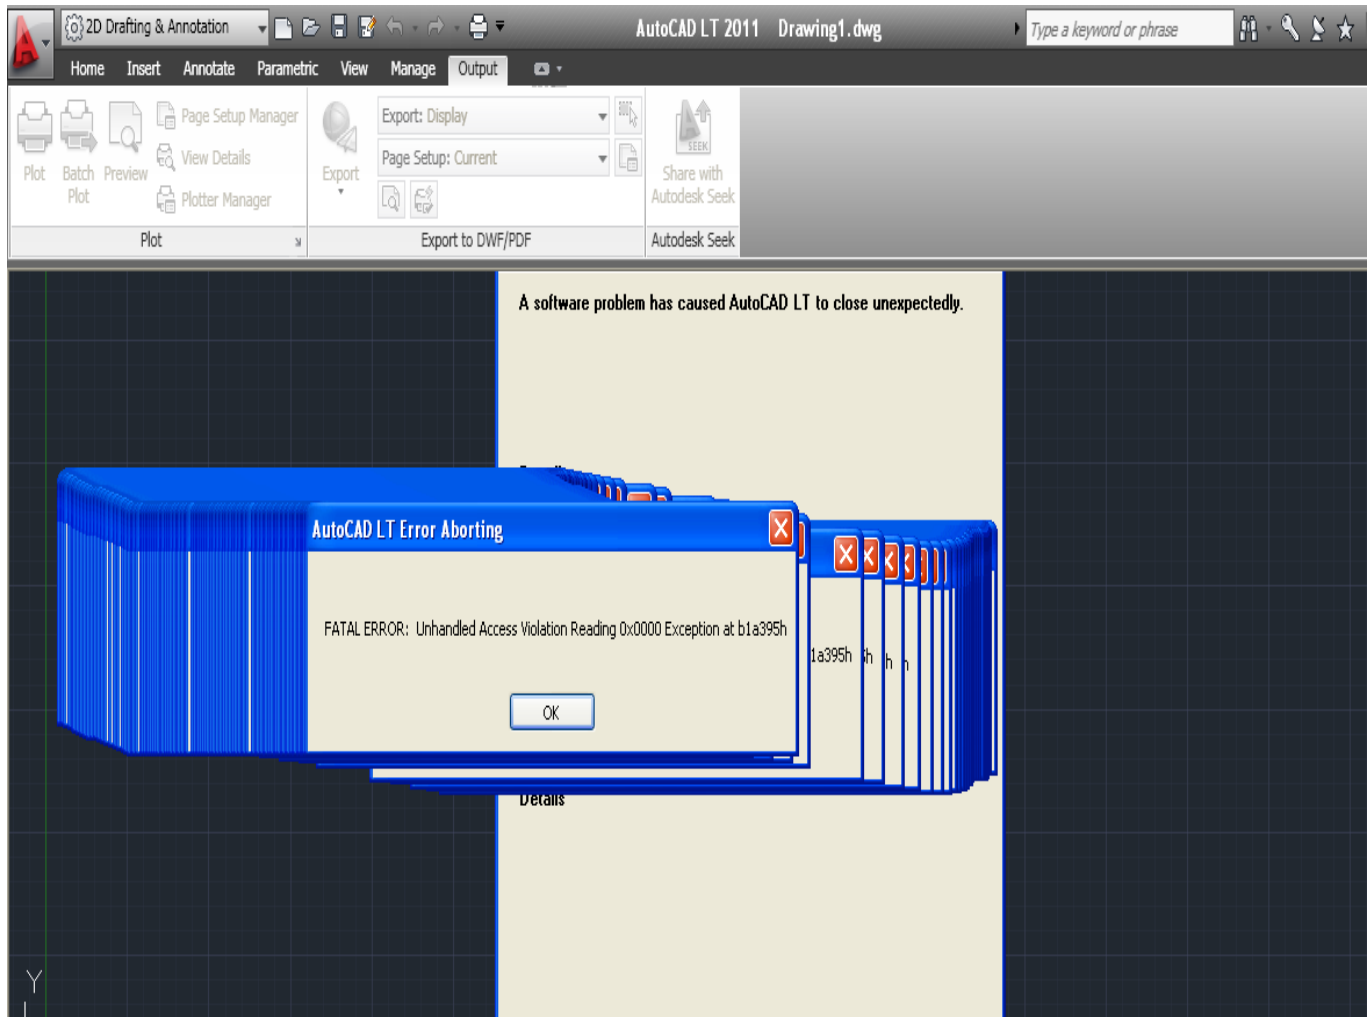 2D Drafting & Annotation
AutoCAD LT 2011 Drawing1.dwg
Type a keyword or phrase
Home Insert Annotate Parametric View Manage Output
Plot
Batch Plot
Preview
Page Setup Manager
View Details
Plotter Manager
Plot
Export
Export: Display
Page Setup: Current
Export to DWF/PDF
SEEK
Share with
Autodesk Seek
Autodesk Seek
A software problem has caused AutoCAD LT to close unexpectedly.
AutoCAD LT Error Aborting
FATAL ERROR: Unhandled Access Violation Reading 0x0000 Exception at b1a395h
1a395h
h
h
h
OK
Details
Y